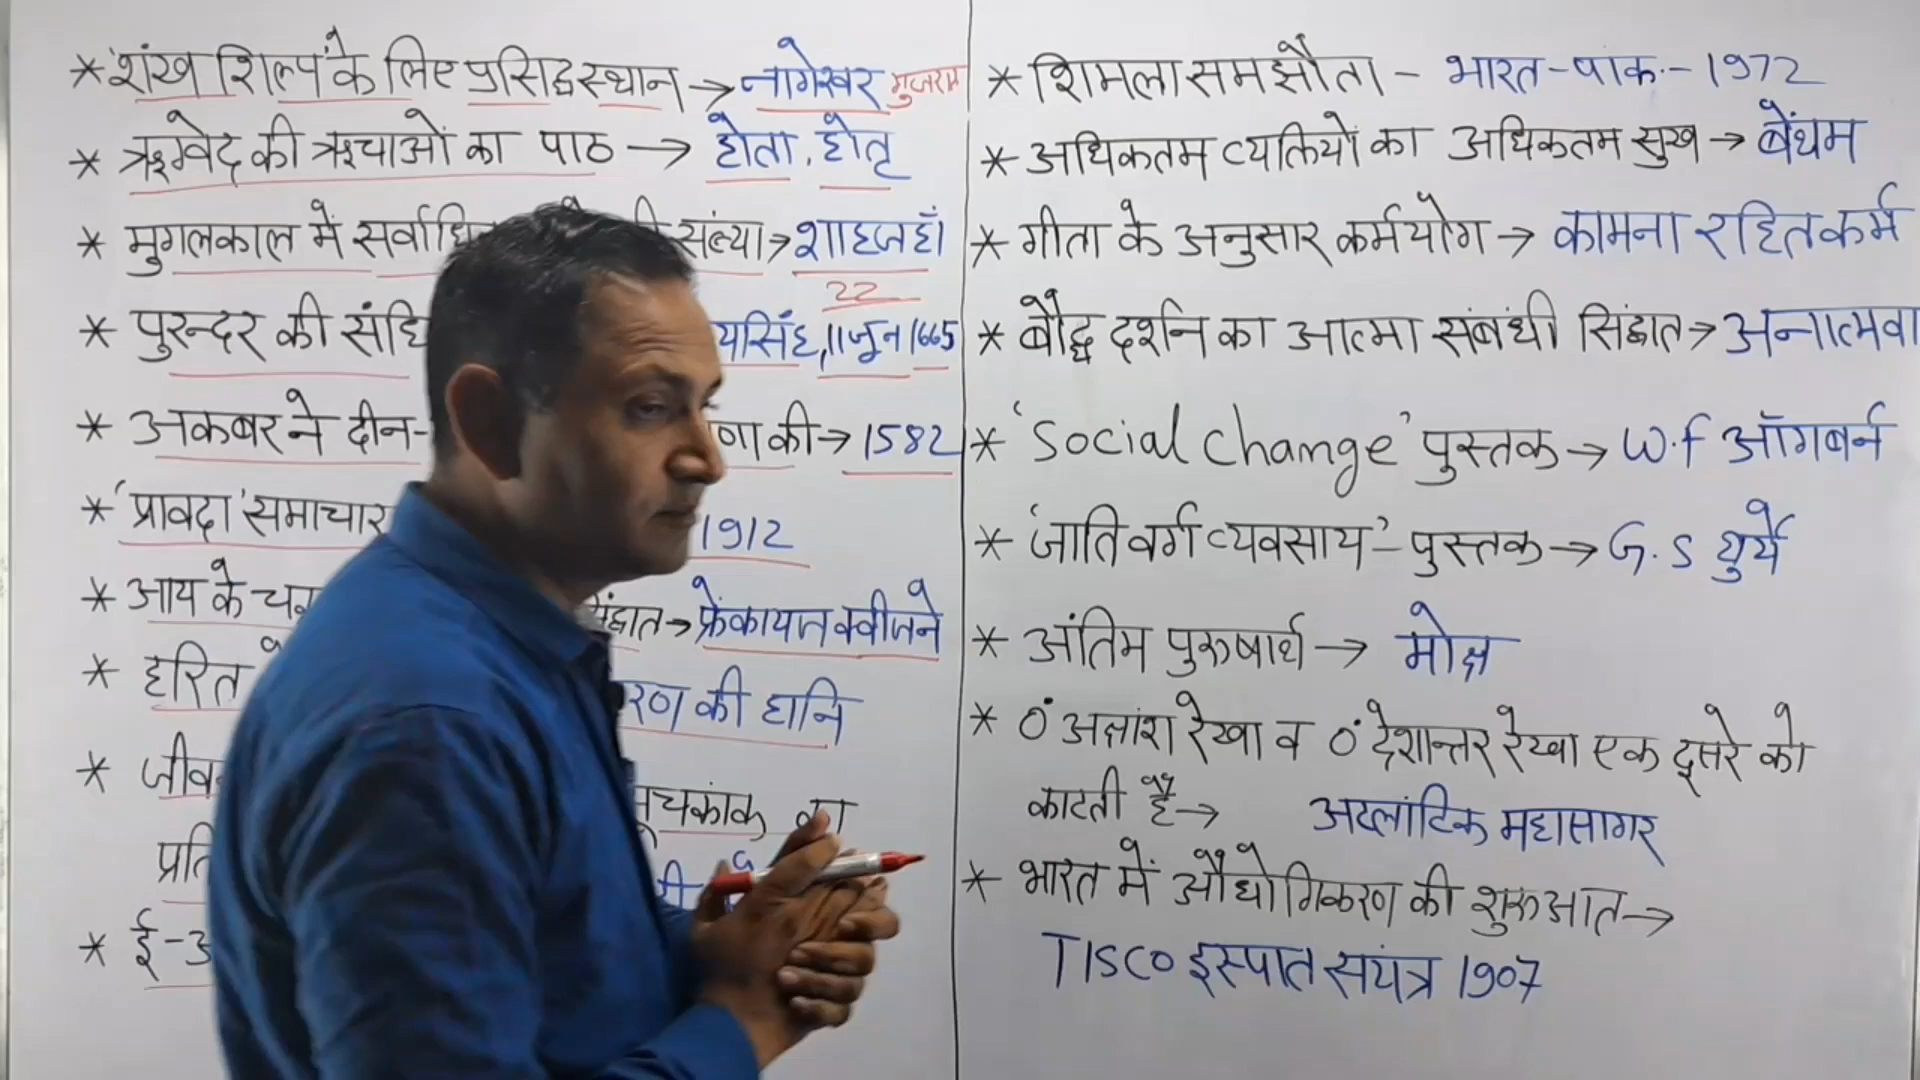 * 'शंख शिल्प' के लिए प्रसिद्ध स्थान → नागेश्वर गुजरात
* ऋग्वेद की ऋचाओं का पाठ → होता, होतृ
* मुगलकाल में सर्वाधि संख्या → शाहजहाँ
22
* पुरन्दर की संधि यसिंह, 11 जून 1665
* अकबर ने दीन- णा की → 1582
* 'प्रावदा' समाचार 1912
* आय के च द्घांत → फ्रेंकायज क्वीजने
* हरित रण की हानि
* जीव चकांक का
प्रति
* ई-अ
* शिमला समझौता - भारत-पाक - 1972
* अधिकतम व्यक्तियों का अधिकतम सुख → बेंथम
* गीता के अनुसार कर्मयोग → कामना रहित कर्म
* बौद्ध दर्शन का आत्मा संबंधी सिंद्धात → अनात्मवा
* 'Social Change' पुस्तक → W.F ऑगबर्न
* 'जाति वर्ग व्यवसाय' - पुस्तक → G.S घुर्ये
* अंतिम पुरुषार्थ → मोक्ष
* 0° अक्षांश रेखा व 0° देशान्तर रेखा एक दूसरे को
काटती है → अटलांटिक महासागर
* भारत में औधोगिकरण की शुरुआत →
TISCO इस्पात सयंत्र 1907